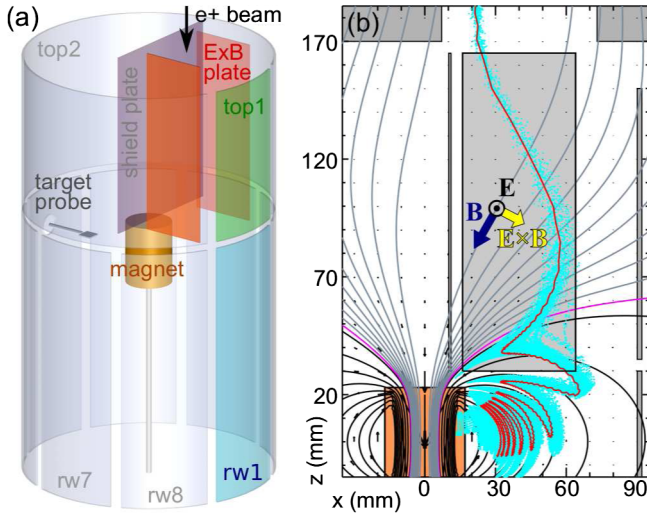 (a)
e+ beam
top2
ExB
plate
top1
shield plate
target
probe
magnet
rw7
rw8
rw1
(b)
170
120
70
20
z (mm)
E
B
E×B
x (mm)
0
30
60
90